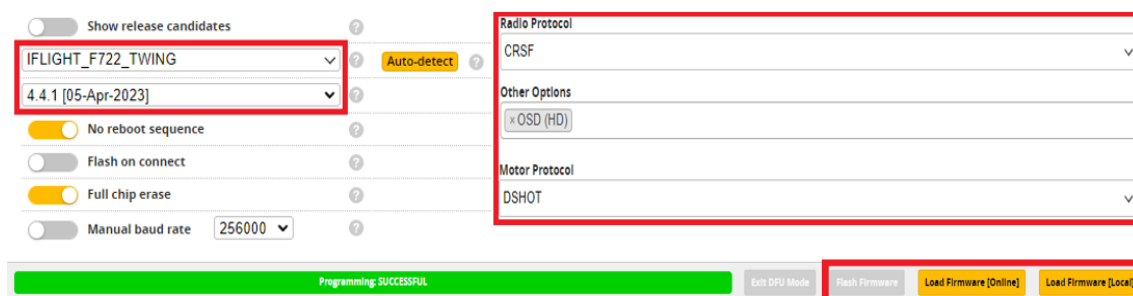 Show release candidates
IFLIGHT_F722_TWING
Auto-detect
4.4.1 [05-Apr-2023]
No reboot sequence
Flash on connect
Full chip erase
Manual baud rate 256000
Radio Protocol
CRSF
Other Options
×OSD (HD)
Motor Protocol
DSHOT
Programming: SUCCESSFUL
Exit DFU Mode
Flash Firmware
Load Firmware [Online]
Load Firmware [Local]